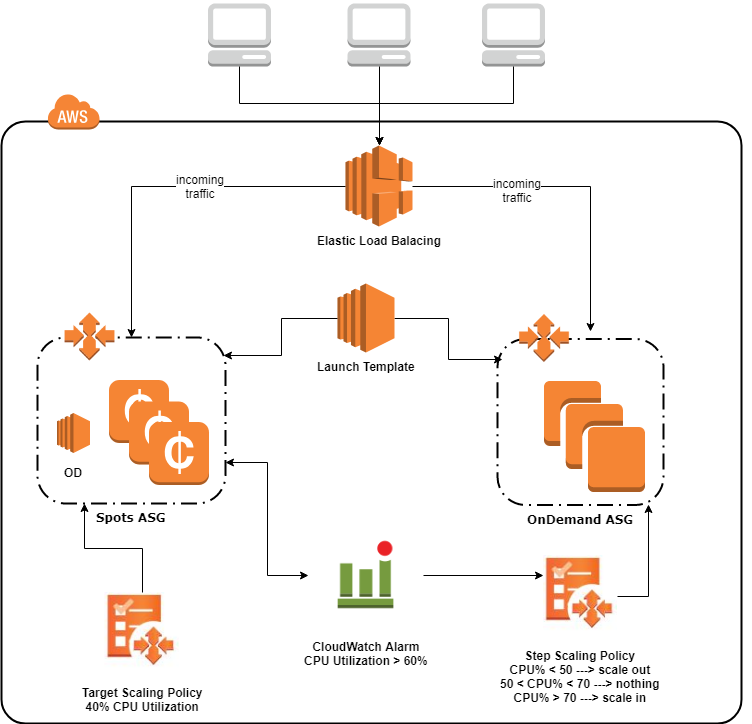 AWS
incoming
traffic
incoming
traffic
Elastic Load Balacing
Launch Template
OD
¢
¢
¢
Spots ASG
OnDemand ASG
CloudWatch Alarm
CPU Utilization > 60%
Step Scaling Policy
CPU% < 50 ---> scale out
50 < CPU% < 70 ---> nothing
CPU% > 70 ---> scale in
Target Scaling Policy
40% CPU Utilization